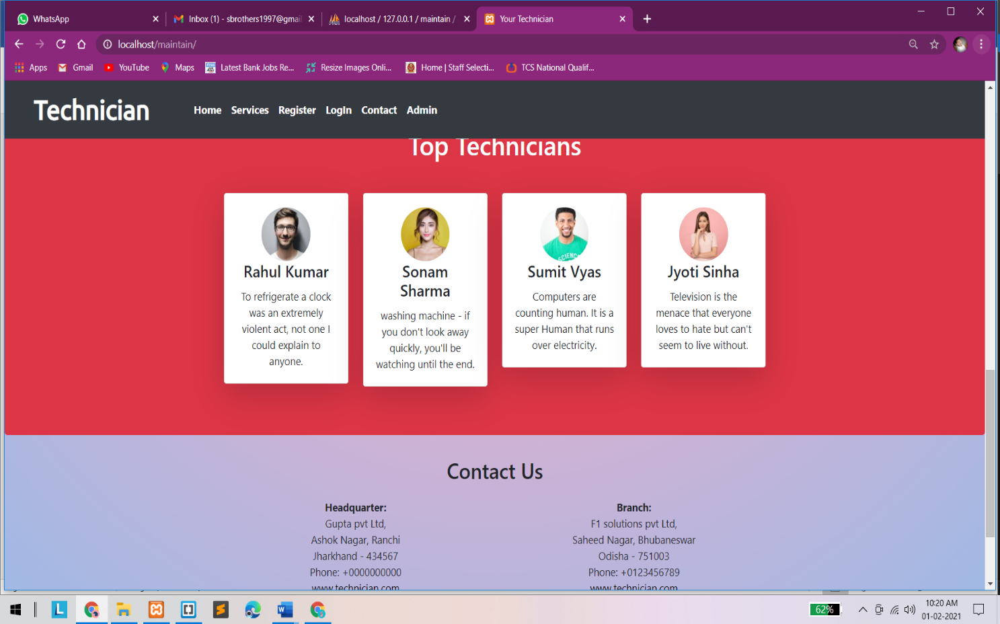 WhatsApp
Inbox (1) - sbrothers1997@gmai
localhost / 127.0.0.1 / maintain /
Your Technician
localhost/maintain/
Apps
Gmail
YouTube
Maps
Latest Bank Jobs Re...
Resize Images Onli...
Home | Staff Selecti...
TCS National Qualif...
Technician
Home Services Register LogIn Contact Admin
Top Technicians
Rahul Kumar
To refrigerate a clock
was an extremely
violent act, not one I
could explain to
anyone.
Sonam
Sharma
washing machine - if
you don't look away
quickly, you'll be
watching until the end.
SCIENC
Sumit Vyas
Computers are
counting human. It is a
super Human that runs
over electricity.
Jyoti Sinha
Television is the
menace that everyone
loves to hate but can't
seem to live without.
Contact Us
Headquarter:
Gupta pvt Ltd,
Ashok Nagar, Ranchi
Jharkhand - 434567
Phone: +0000000000
www.technician.com
Branch:
F1 solutions pvt Ltd,
Saheed Nagar, Bhubaneswar
Odisha - 751003
Phone: +0123456789
www.technician.com
62%
10:20 AM
01-02-2021